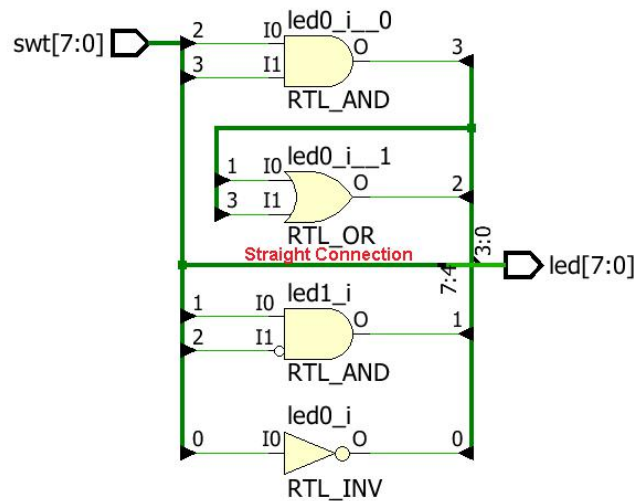 led0_i__0
swt[7:0]
2 I0 O 3
3 I1
RTL_AND
led0_i__1
1 I0 O 2
3 I1
RTL_OR
Straight Connection
7:4
3:0
led[7:0]
led1_i
1 I0 O 1
2 I1
RTL_AND
led0_i
0 I0 O 0
RTL_INV